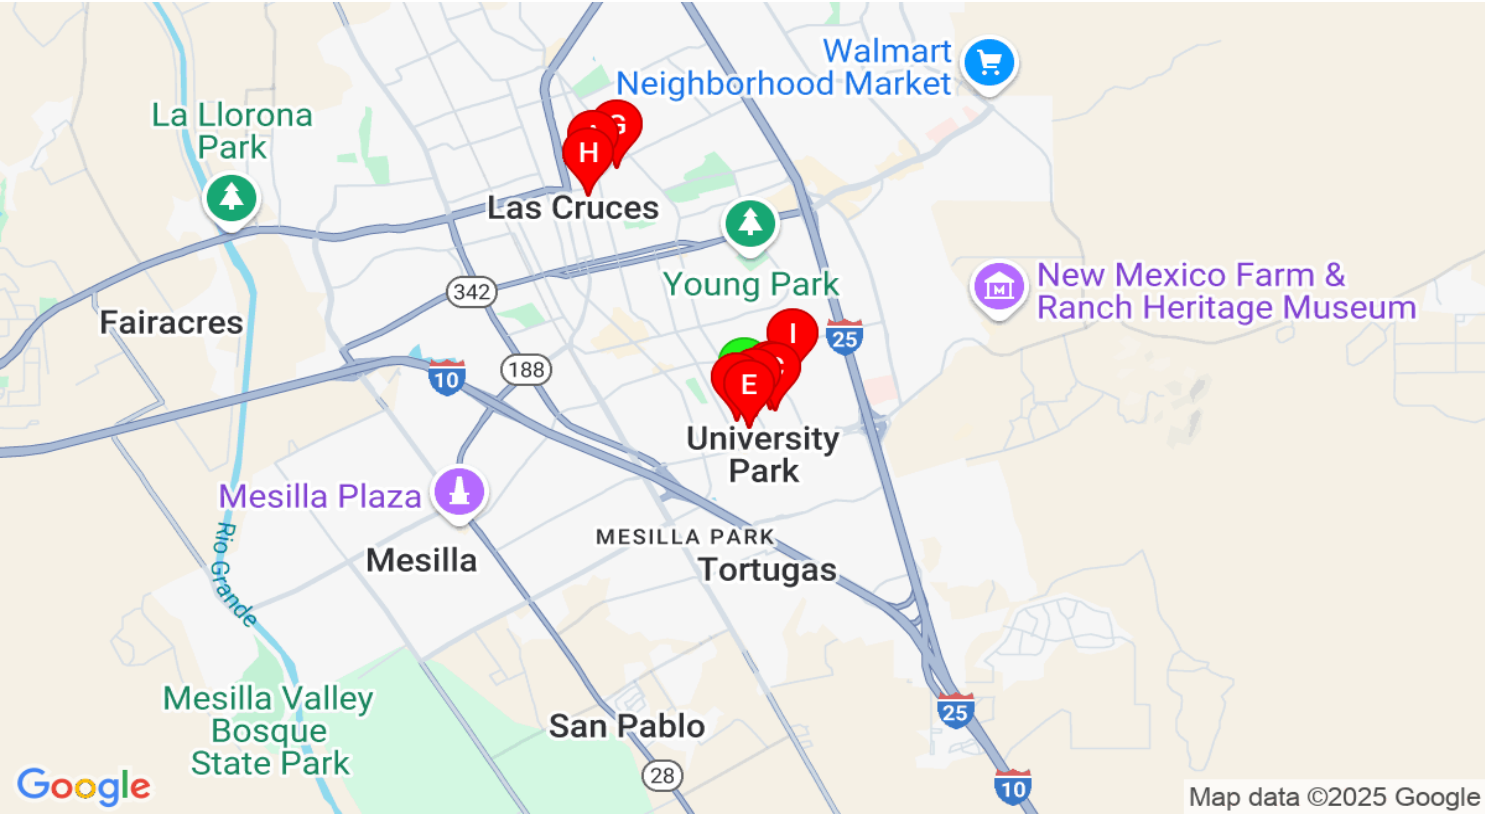 Walmart
Neighborhood Market
La Llorona
Park
G
H
Las Cruces
Young Park
342
New Mexico Farm &
Ranch Heritage Museum
Fairacres
I
25
188
10
E
University
Park
Mesilla Plaza
MESILLA PARK
Mesilla
Tortugas
Rio Grande
Mesilla Valley
Bosque
State Park
San Pablo
25
28
10
Google
Map data ©2025 Google